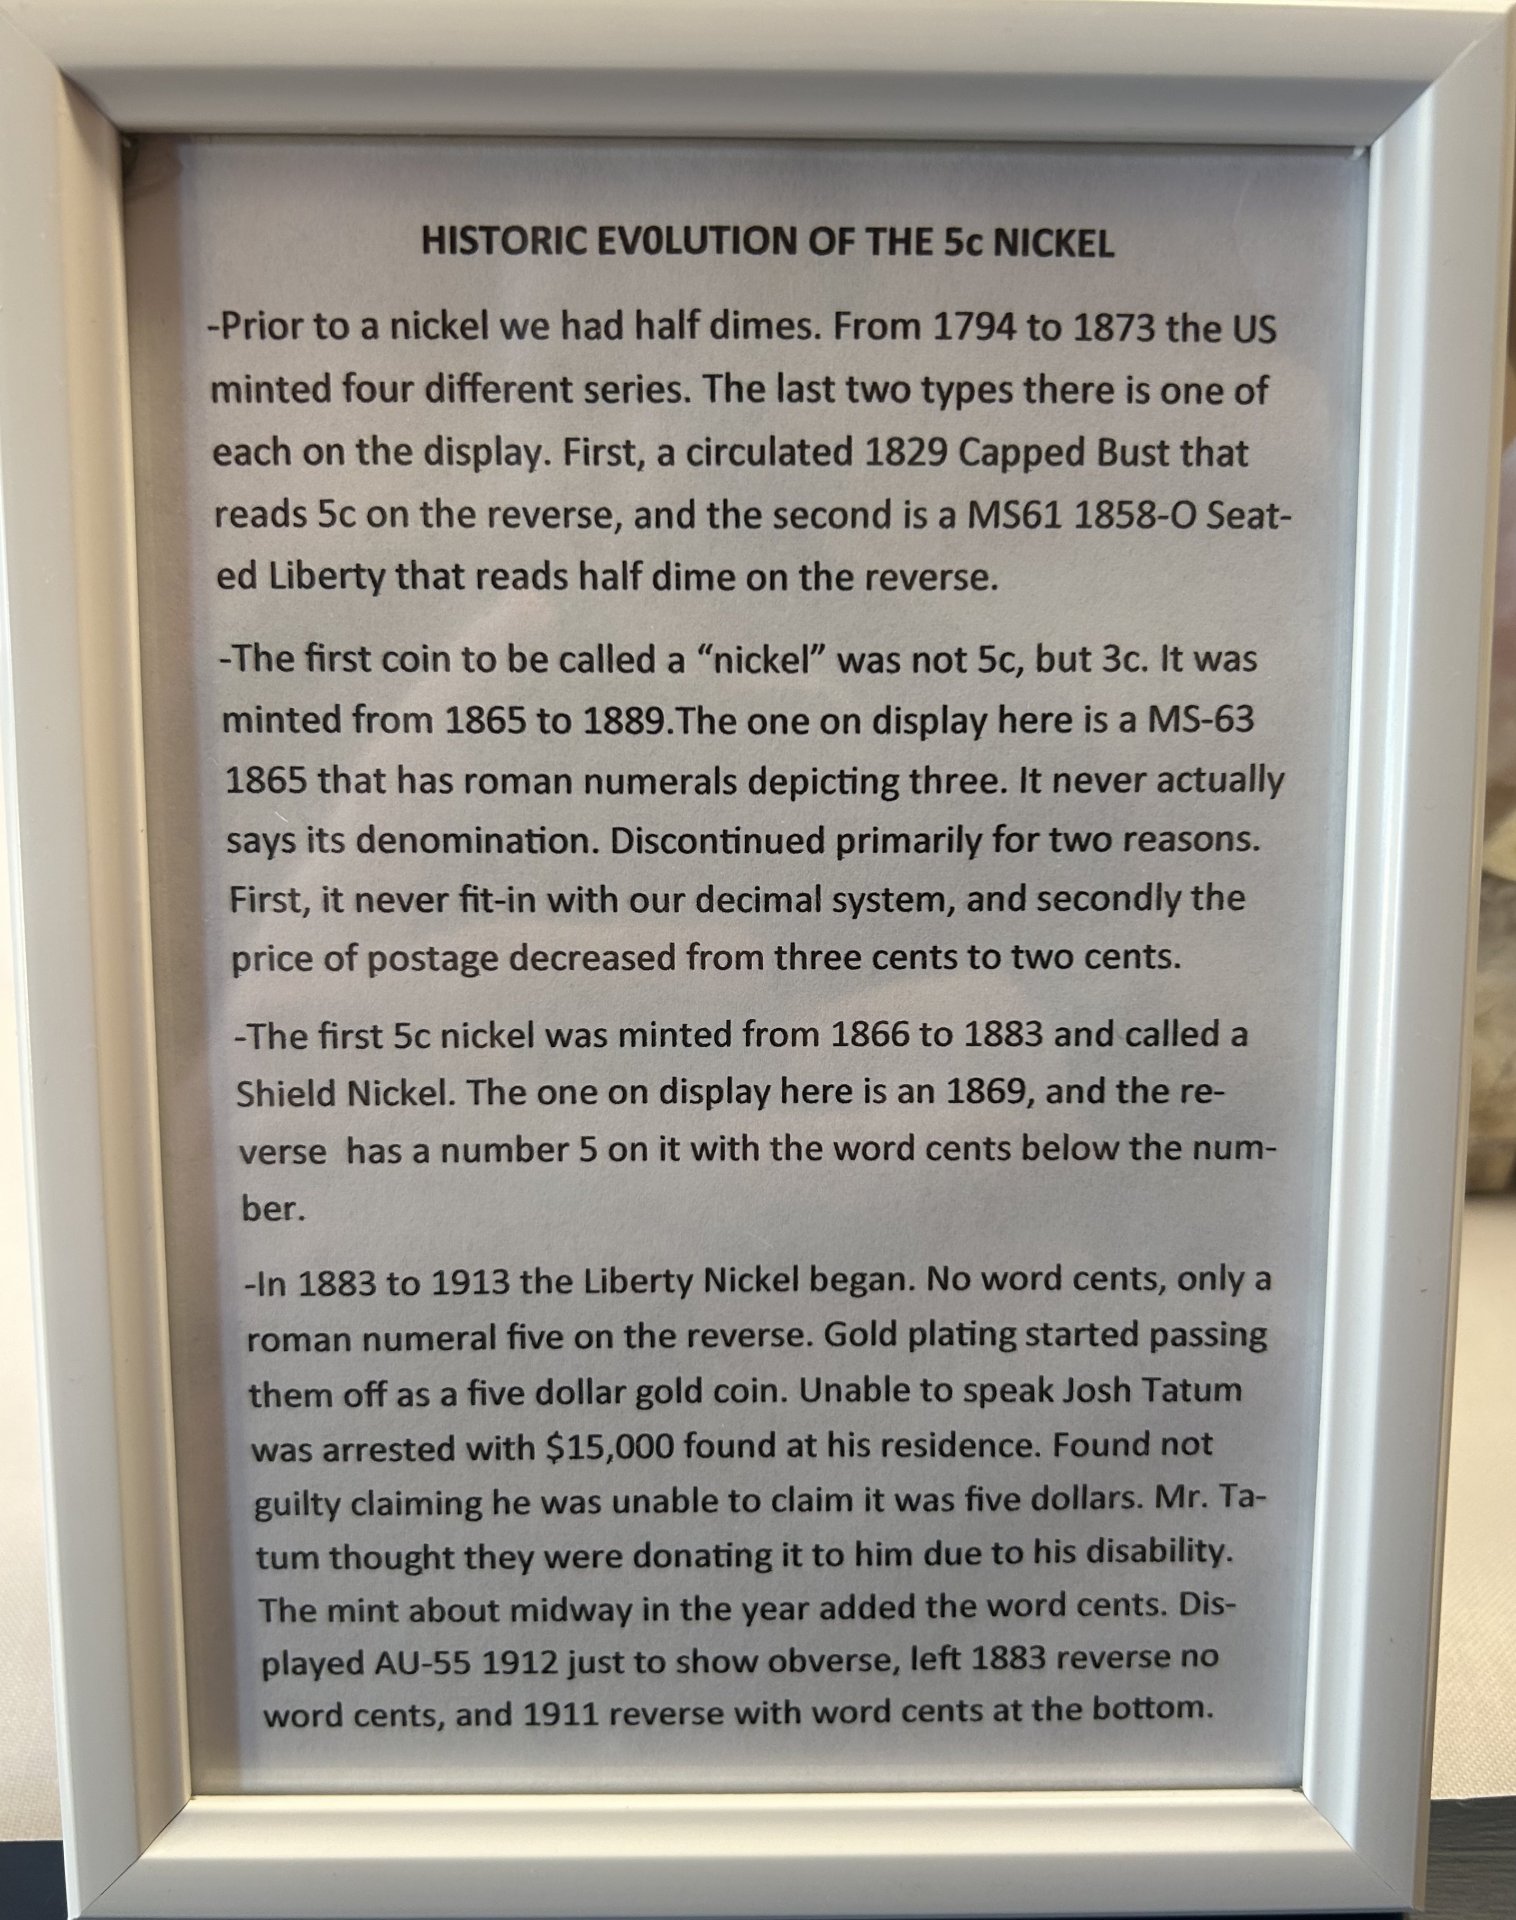 HISTORIC EV0LUTION OF THE 5c NICKEL
-Prior to a nickel we had half dimes. From 1794 to 1873 the US
minted four different series. The last two types there is one of
each on the display. First, a circulated 1829 Capped Bust that
reads 5c on the reverse, and the second is a MS61 1858-O Seat-
ed Liberty that reads half dime on the reverse.
-The first coin to be called a “nickel” was not 5c, but 3c. It was
minted from 1865 to 1889.The one on display here is a MS-63
1865 that has roman numerals depicting three. It never actually
says its denomination. Discontinued primarily for two reasons.
First, it never fit-in with our decimal system, and secondly the
price of postage decreased from three cents to two cents.
-The first 5c nickel was minted from 1866 to 1883 and called a
Shield Nickel. The one on display here is an 1869, and the re-
verse  has a number 5 on it with the word cents below the num-
ber.
-In 1883 to 1913 the Liberty Nickel began. No word cents, only a
roman numeral five on the reverse. Gold plating started passing
them off as a five dollar gold coin. Unable to speak Josh Tatum
was arrested with $15,000 found at his residence. Found not
guilty claiming he was unable to claim it was five dollars. Mr. Ta-
tum thought they were donating it to him due to his disability.
The mint about midway in the year added the word cents. Dis-
played AU-55 1912 just to show obverse, left 1883 reverse no
word cents, and 1911 reverse with word cents at the bottom.